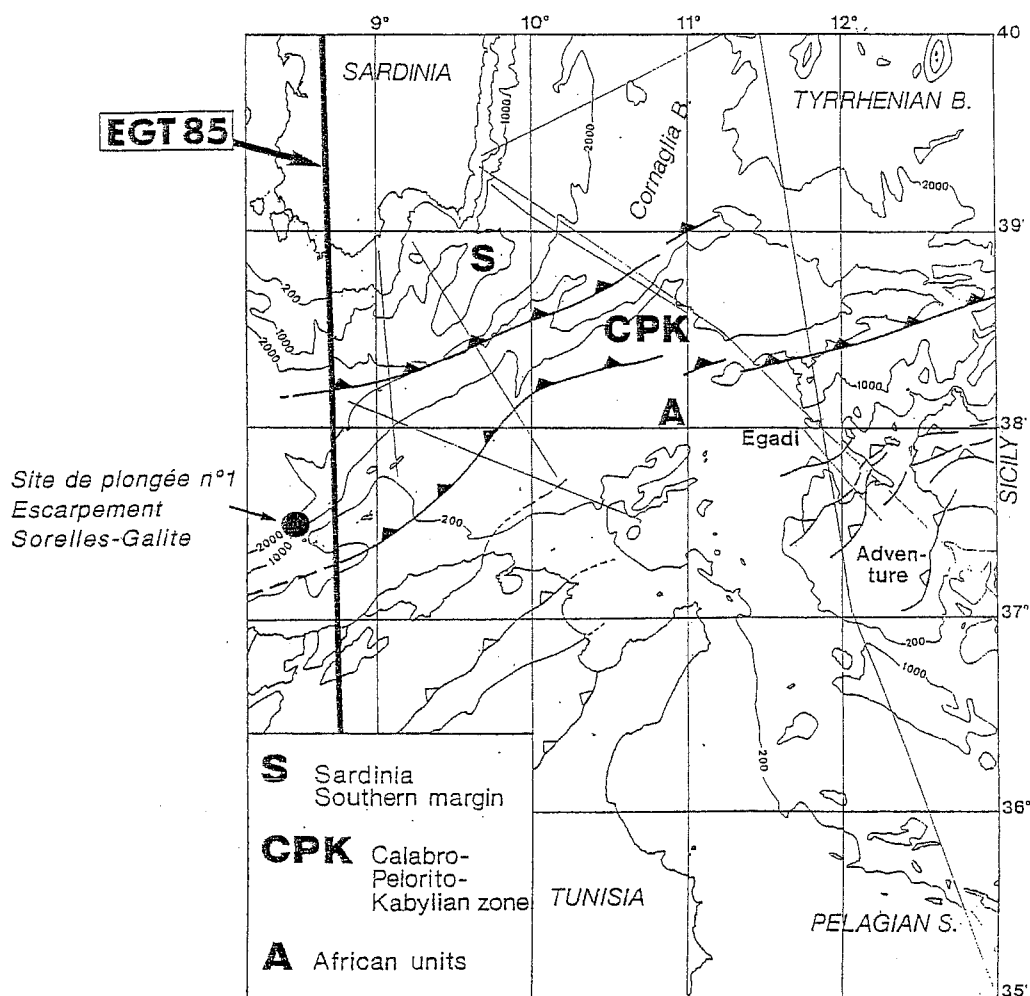 9° 10° 11° 12°
40
SARDINIA
TYRRHENIAN B.
EGT 85
1000
2000
Cornaglia B.
2000
39'
S
200
1000
2000
CPK
1000
A
38'
Egadi
SICILY
Site de plongée n°1
Escarpement
Sorelles-Galite
2000
1000
200
Adven-
ture
37°
200
1000
200
S Sardinia
Southern margin
CPK Calabro-
Pelorito-
Kabylian zone
A African units
36°
TUNISIA
PELAGIAN S.
35'